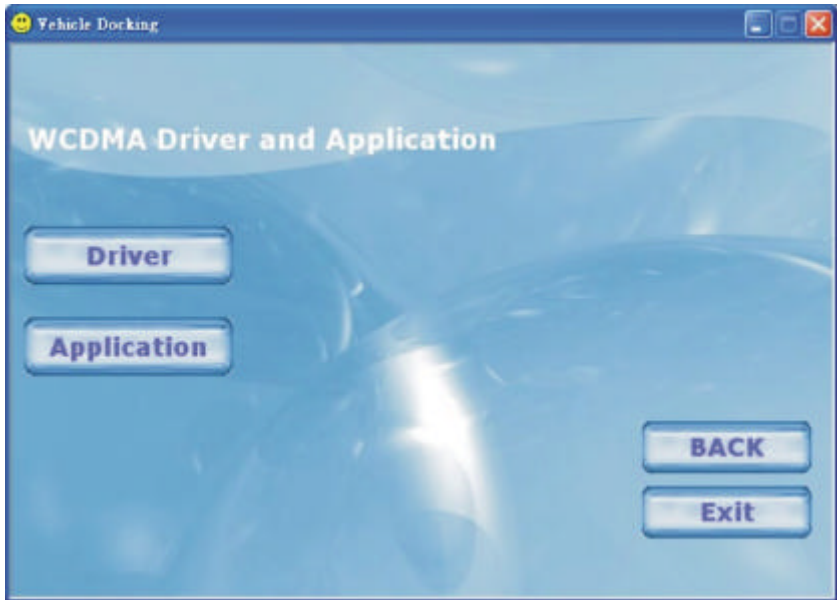 Vehicle Docking
WCDMA Driver and Application
Driver
Application
BACK
Exit